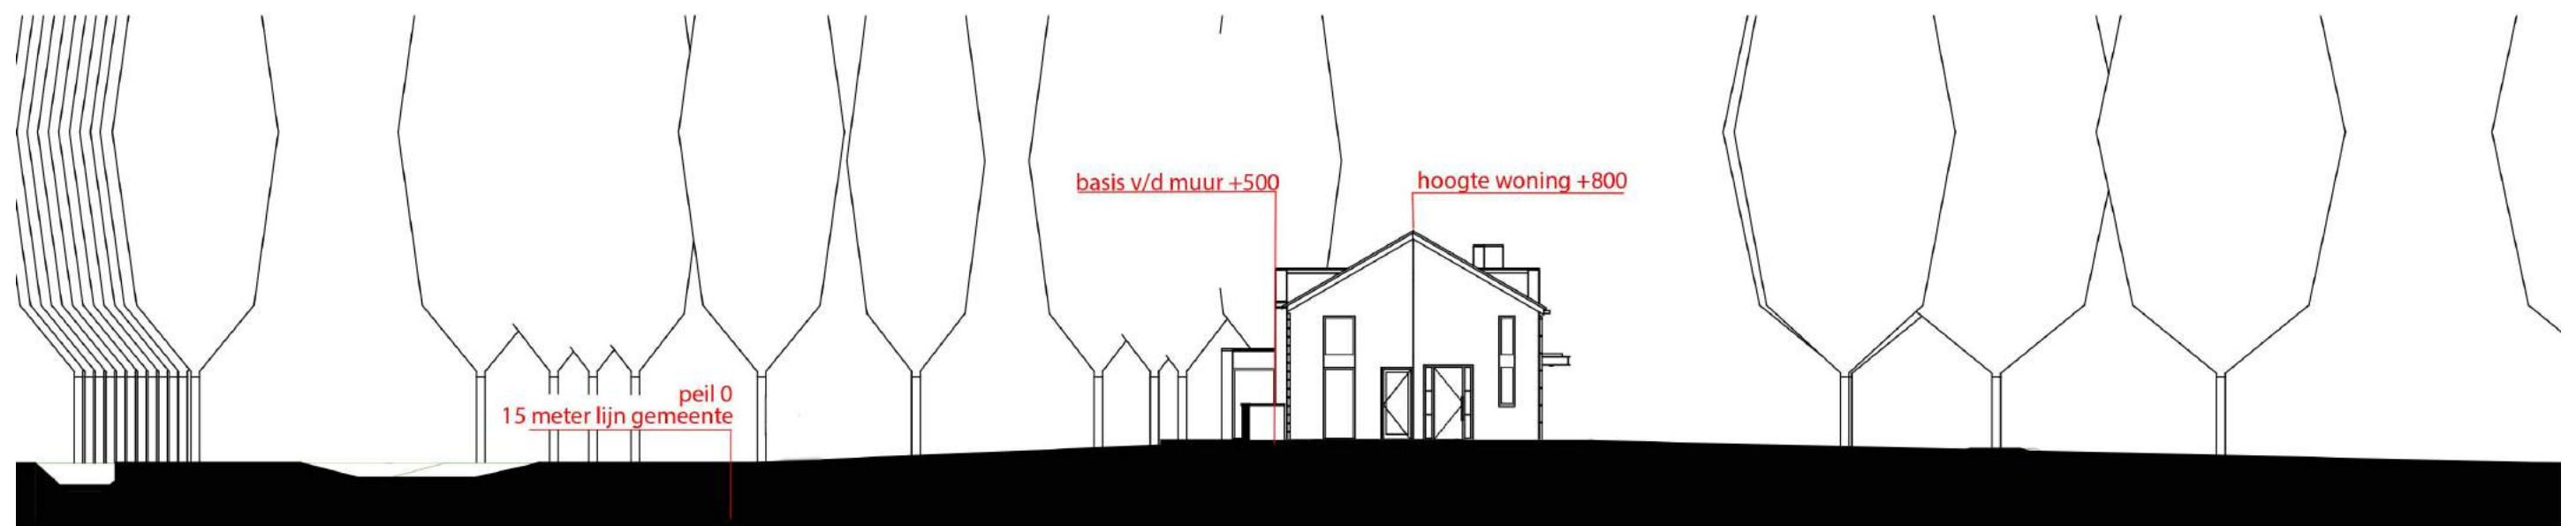 basis v/d muur +500
hoogte woning +800
peil 0
15 meter lijn gemeente